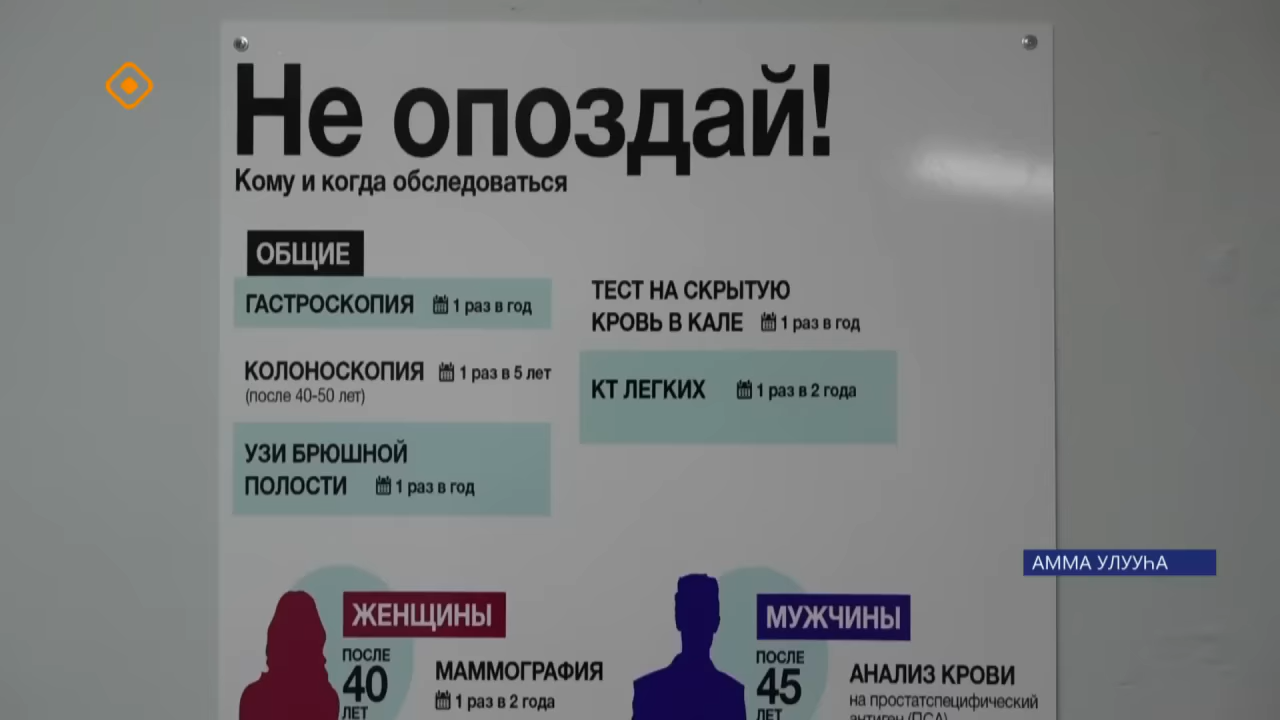 Не опоздай!
Кому и когда обследоваться
ОБЩИЕ
ГАСТРОСКОПИЯ 1 раз в год
КОЛОНОСКОПИЯ 1 раз в 5 лет
(после 40-50 лет)
УЗИ БРЮШНОЙ
ПОЛОСТИ 1 раз в год
ТЕСТ НА СКРЫТУЮ
КРОВЬ В КАЛЕ 1 раз в год
КТ ЛЕГКИХ 1 раз в 2 года
АММА УЛУУҺА
ЖЕНЩИНЫ
ПОСЛЕ
40
ЛЕТ
МАММОГРАФИЯ
1 раз в 2 года
МУЖЧИНЫ
ПОСЛЕ
45
ЛЕТ
АНАЛИЗ КРОВИ
на простатспецифический
антиген (ПСА)